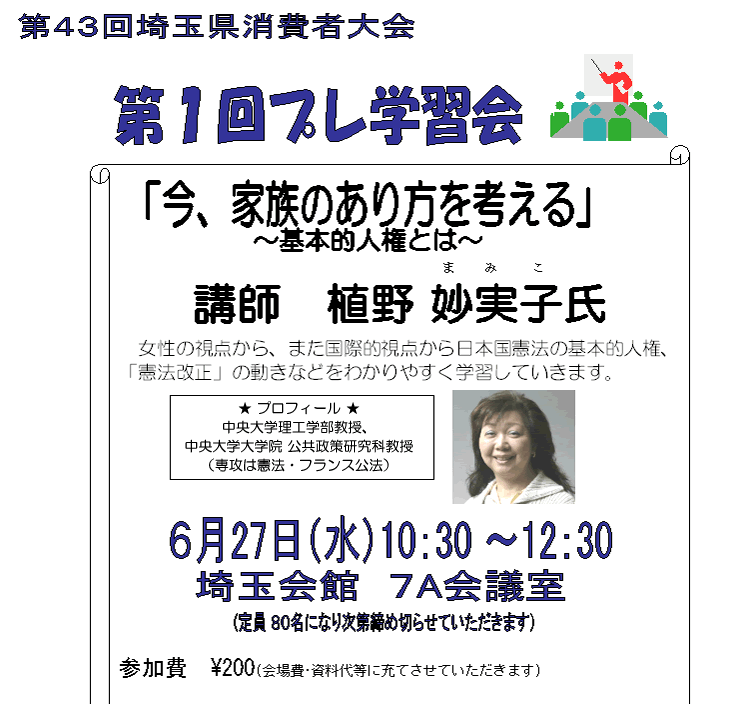 第43回埼玉県消費者大会
第1回プレ学習会
「今、家族のあり方を考える」
～基本的人権とは～
まみこ
講師　植野 妙実子氏
女性の視点から、また国際的視点から日本国憲法の基本的人権、
「憲法改正」の動きなどをわかりやすく学習していきます。
★ プロフィール ★
中央大学理工学部教授、
中央大学大学院 公共政策研究科教授
（専攻は憲法・フランス公法）
6月27日(水)10:30 ～12:30
埼玉会館　7A会議室
(定員 80名になり次第締め切らせていただきます)
参加費　¥200(会場費・資料代等に充てさせていただきます)